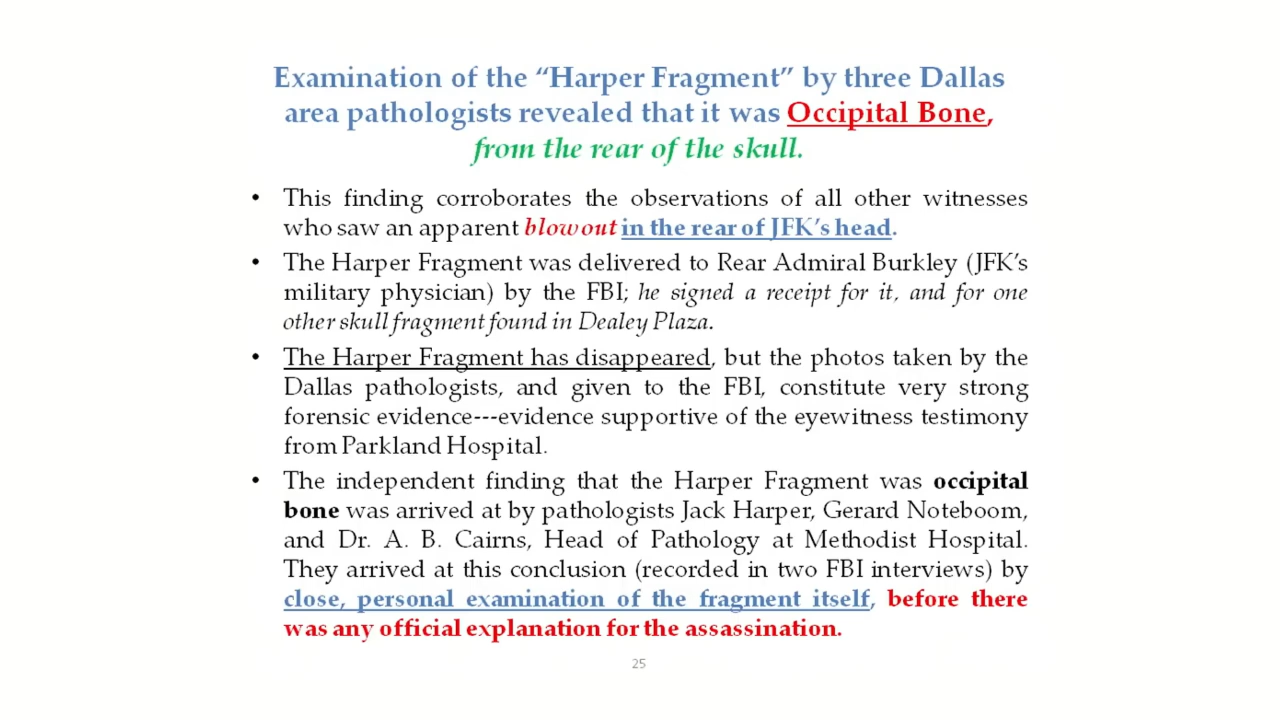 Examination of the “Harper Fragment” by three Dallas
area pathologists revealed that it was Occipital Bone,
from the rear of the skull.
• This finding corroborates the observations of all other witnesses
who saw an apparent blowout in the rear of JFK’s head.
• The Harper Fragment was delivered to Rear Admiral Burkley (JFK’s
military physician) by the FBI; he signed a receipt for it, and for one
other skull fragment found in Dealey Plaza.
• The Harper Fragment has disappeared, but the photos taken by the
Dallas pathologists, and given to the FBI, constitute very strong
forensic evidence---evidence supportive of the eyewitness testimony
from Parkland Hospital.
• The independent finding that the Harper Fragment was occipital
bone was arrived at by pathologists Jack Harper, Gerard Noteboom,
and Dr. A. B. Cairns, Head of Pathology at Methodist Hospital.
They arrived at this conclusion (recorded in two FBI interviews) by
close, personal examination of the fragment itself, before there
was any official explanation for the assassination.
25